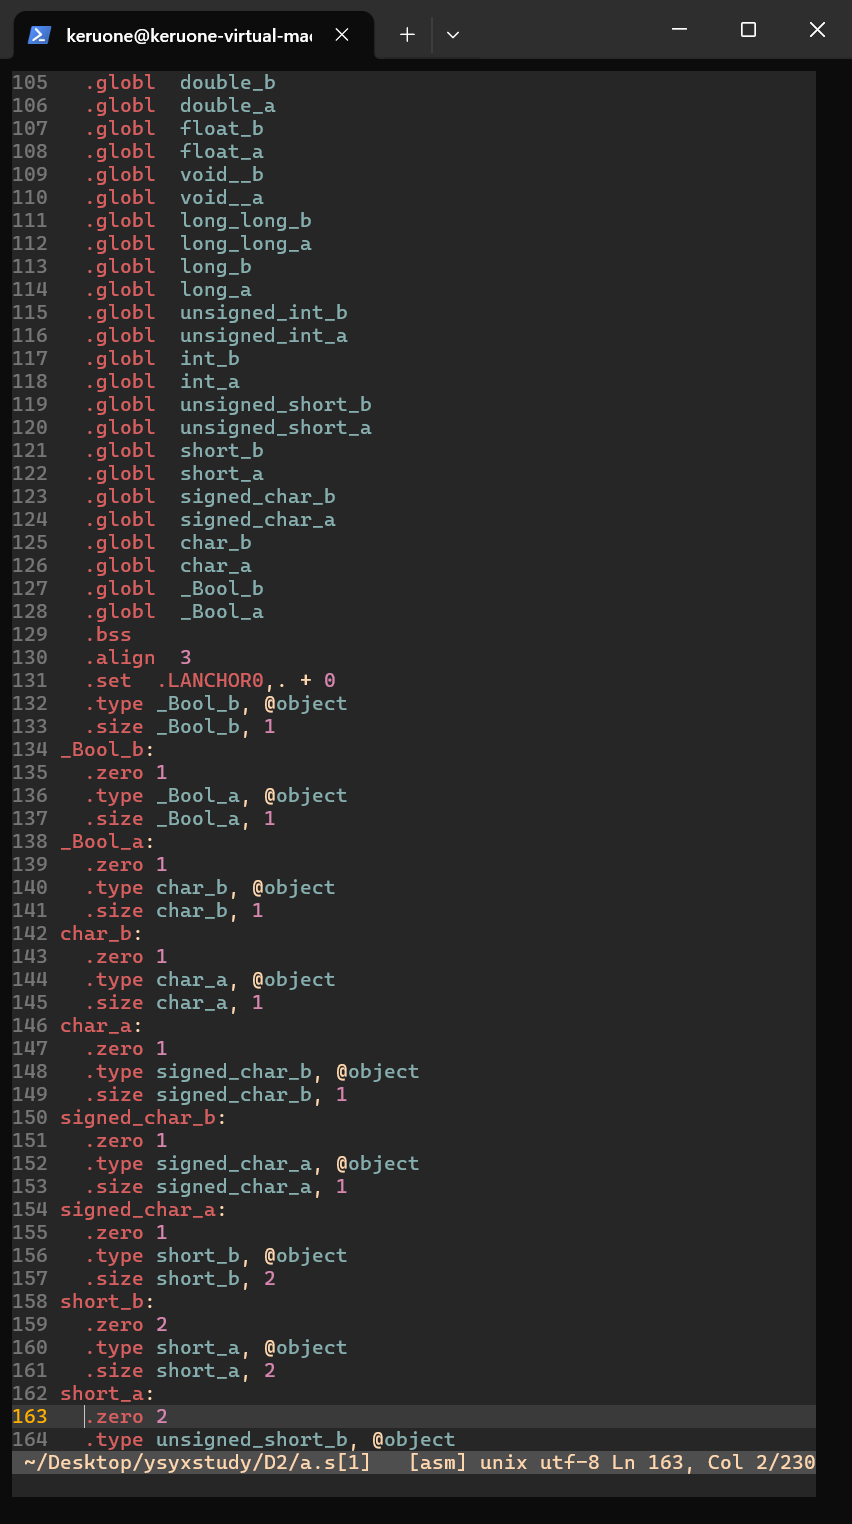 keruone@keruone-virtual-mac
105 .globl double_b
106 .globl double_a
107 .globl float_b
108 .globl float_a
109 .globl void__b
110 .globl void__a
111 .globl long_long_b
112 .globl long_long_a
113 .globl long_b
114 .globl long_a
115 .globl unsigned_int_b
116 .globl unsigned_int_a
117 .globl int_b
118 .globl int_a
119 .globl unsigned_short_b
120 .globl unsigned_short_a
121 .globl short_b
122 .globl short_a
123 .globl signed_char_b
124 .globl signed_char_a
125 .globl char_b
126 .globl char_a
127 .globl _Bool_b
128 .globl _Bool_a
129 .bss
130 .align 3
131 .set .LANCHOR0,. + 0
132 .type _Bool_b, @object
133 .size _Bool_b, 1
134 _Bool_b:
135 .zero 1
136 .type _Bool_a, @object
137 .size _Bool_a, 1
138 _Bool_a:
139 .zero 1
140 .type char_b, @object
141 .size char_b, 1
142 char_b:
143 .zero 1
144 .type char_a, @object
145 .size char_a, 1
146 char_a:
147 .zero 1
148 .type signed_char_b, @object
149 .size signed_char_b, 1
150 signed_char_b:
151 .zero 1
152 .type signed_char_a, @object
153 .size signed_char_a, 1
154 signed_char_a:
155 .zero 1
156 .type short_b, @object
157 .size short_b, 2
158 short_b:
159 .zero 2
160 .type short_a, @object
161 .size short_a, 2
162 short_a:
163 .zero 2
164 .type unsigned_short_b, @object
~/Desktop/ysyxstudy/D2/a.s[1] [asm] unix utf-8 Ln 163, Col 2/230